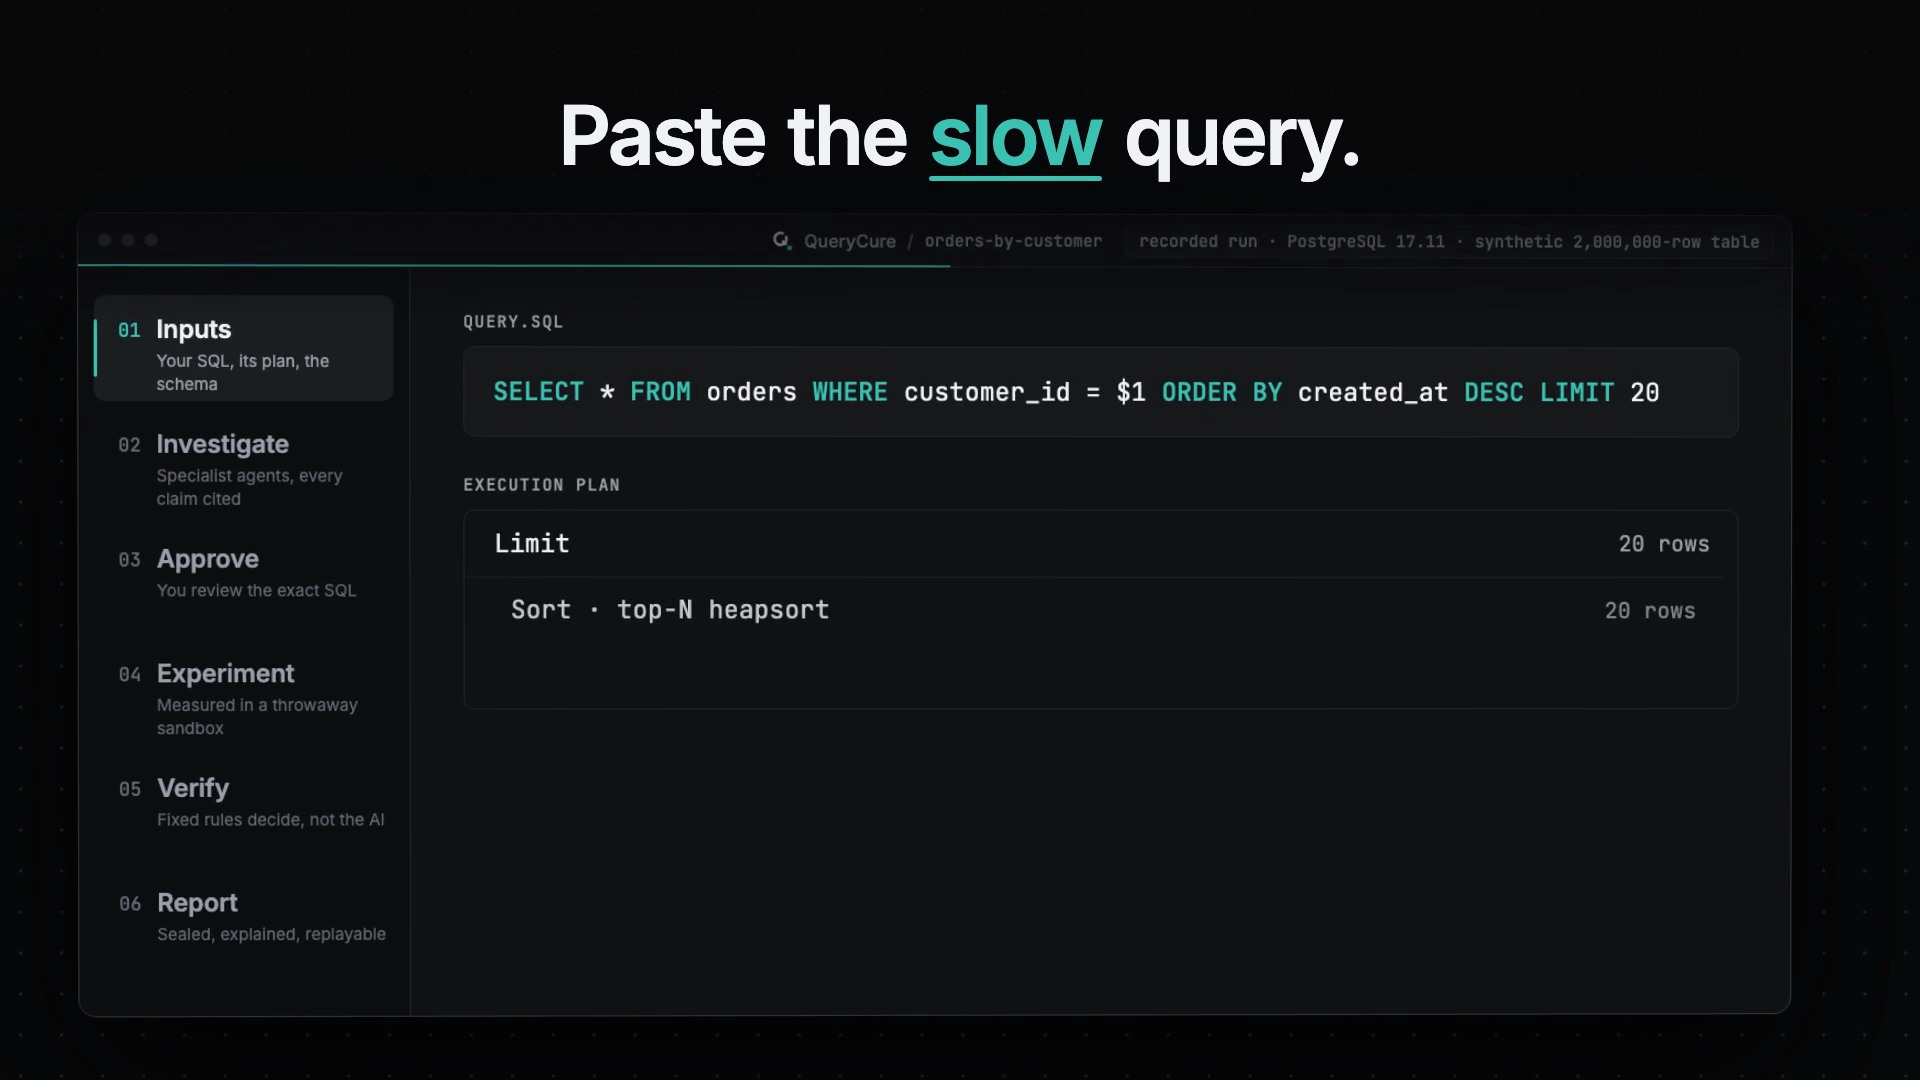 Paste the slow query.
QueryCure / orders-by-customer
recorded run · PostgreSQL 17.11 · synthetic 2,000,000-row table
01 Inputs
Your SQL, its plan, the
schema
02 Investigate
Specialist agents, every
claim cited
03 Approve
You review the exact SQL
04 Experiment
Measured in a throwaway
sandbox
05 Verify
Fixed rules decide, not the AI
06 Report
Sealed, explained, replayable
QUERY.SQL
SELECT * FROM orders WHERE customer_id = $1 ORDER BY created_at DESC LIMIT 20
EXECUTION PLAN
Limit 20 rows
Sort · top-N heapsort 20 rows